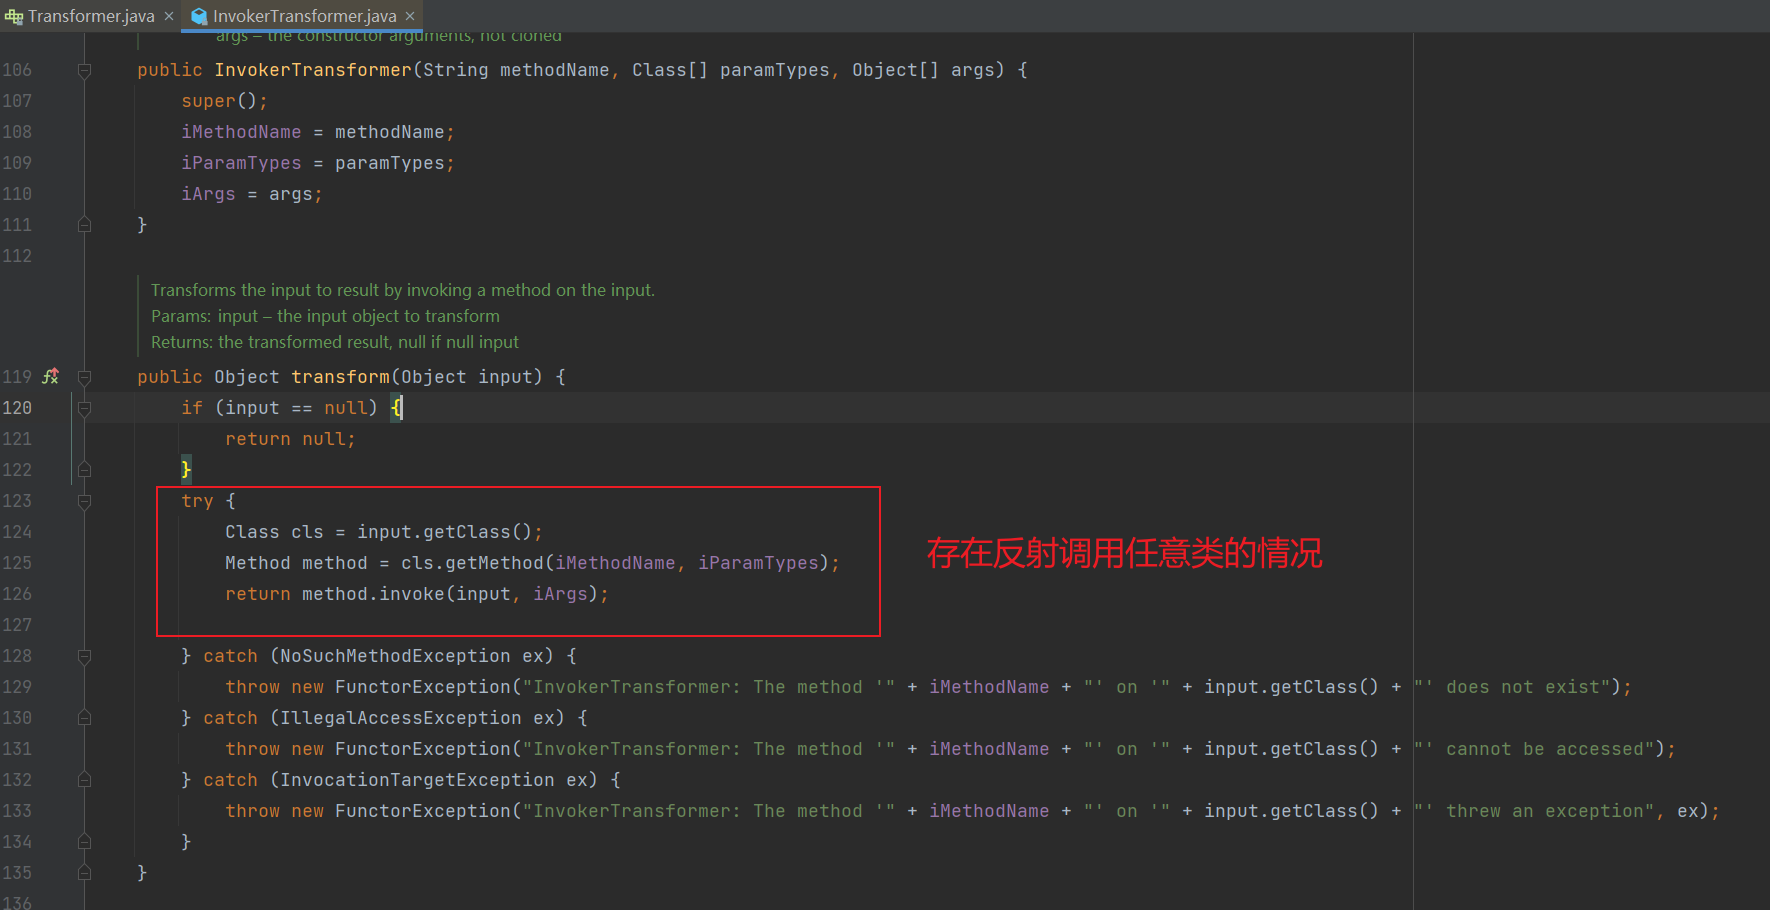 Transformer.java
InvokerTransformer.java
args – the constructor arguments, not cloned
106 public InvokerTransformer(String methodName, Class[] paramTypes, Object[] args) {
107 super();
108 iMethodName = methodName;
109 iParamTypes = paramTypes;
110 iArgs = args;
111 }
112
Transforms the input to result by invoking a method on the input.
Params: input – the input object to transform
Returns: the transformed result, null if null input
119 public Object transform(Object input) {
120 if (input == null) {
121 return null;
122 }
123 try {
124 Class cls = input.getClass();
125 Method method = cls.getMethod(iMethodName, iParamTypes);
存在反射调用任意类的情况
126 return method.invoke(input, iArgs);
127
128 } catch (NoSuchMethodException ex) {
129 throw new FunctorException("InvokerTransformer: The method '" + iMethodName + "' on '" + input.getClass() + "' does not exist");
130 } catch (IllegalAccessException ex) {
131 throw new FunctorException("InvokerTransformer: The method '" + iMethodName + "' on '" + input.getClass() + "' cannot be accessed");
132 } catch (InvocationTargetException ex) {
133 throw new FunctorException("InvokerTransformer: The method '" + iMethodName + "' on '" + input.getClass() + "' threw an exception", ex);
134 }
135 }
136